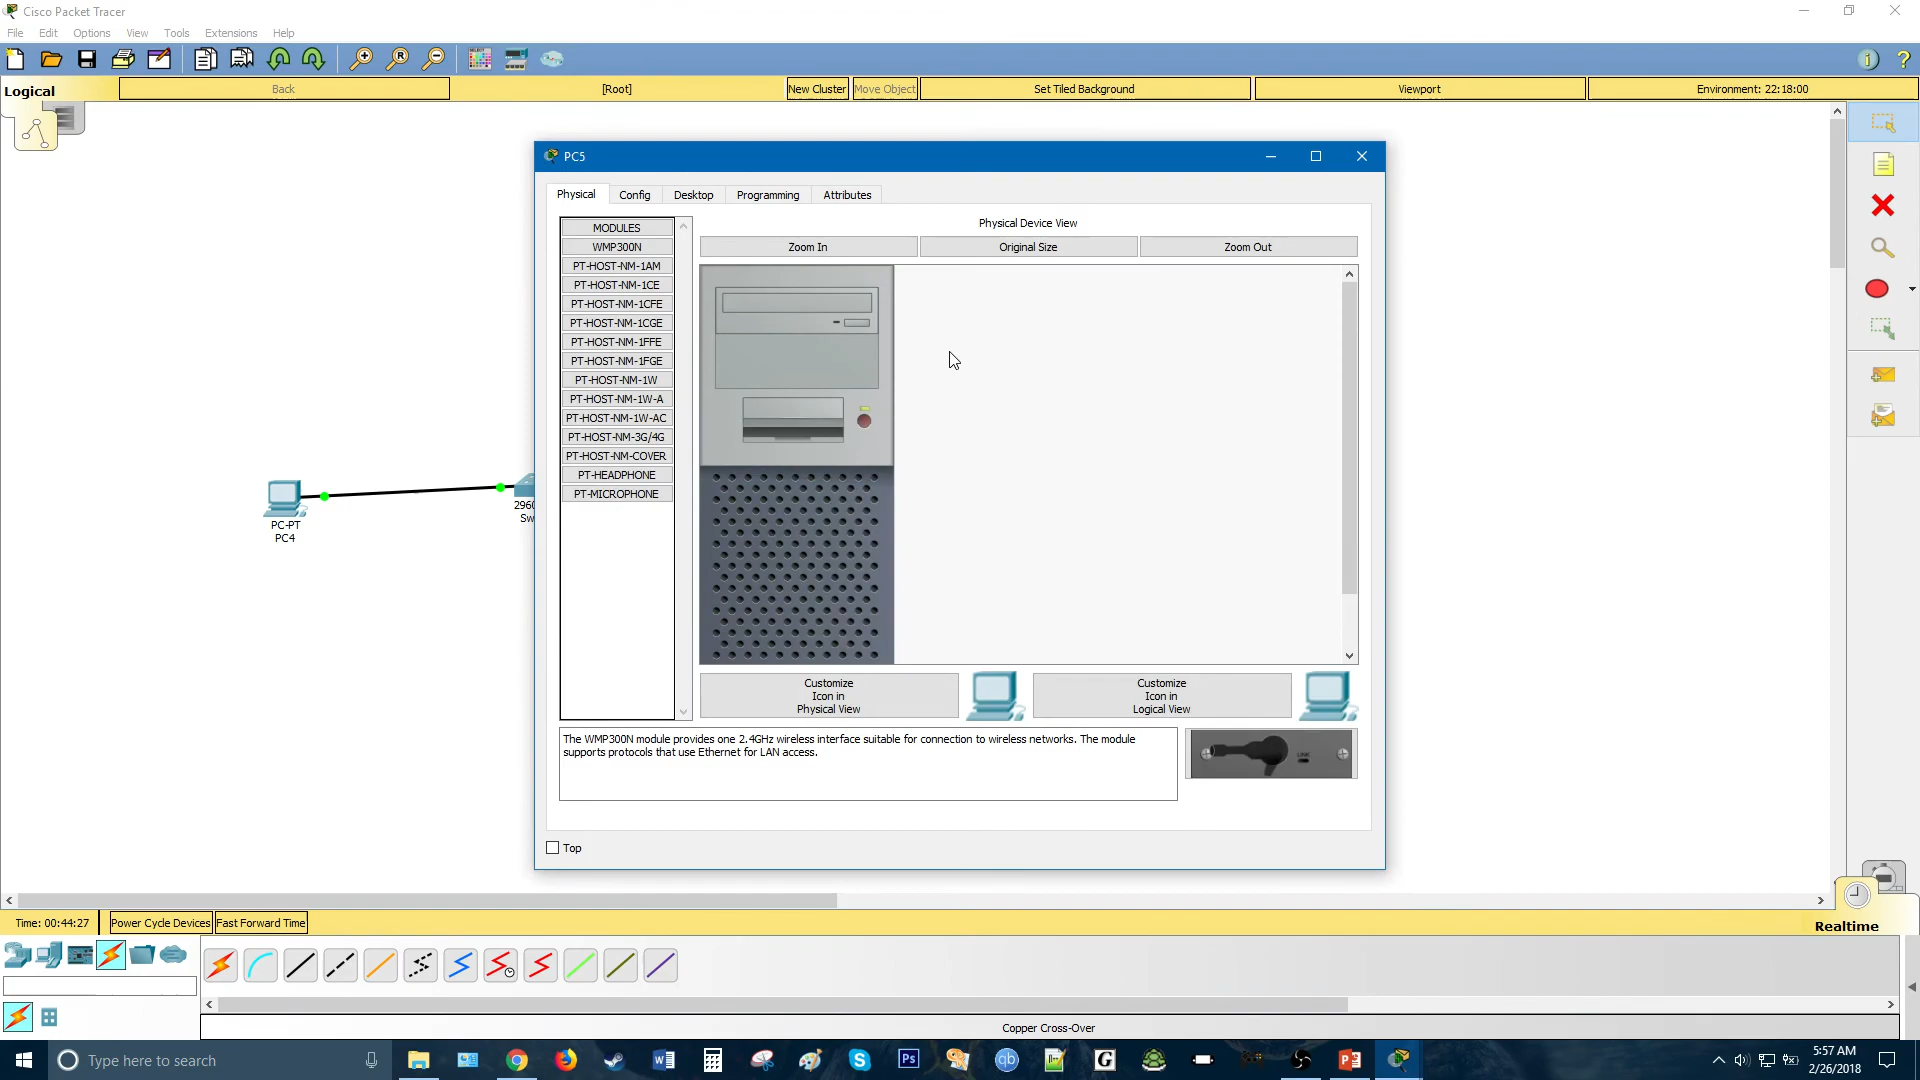 Cisco Packet Tracer
File Edit Options View Tools Extensions Help
Logical
Back
[Root]
New Cluster
Move Object
Set Tiled Background
Viewport
Environment: 22:18:00
PC5
Physical Config Desktop Programming Attributes
MODULES
WMP300N
PT-HOST-NM-1AM
PT-HOST-NM-1CE
PT-HOST-NM-1CFE
PT-HOST-NM-1CGE
PT-HOST-NM-1FFE
PT-HOST-NM-1FGE
PT-HOST-NM-1W
PT-HOST-NM-1W-A
PT-HOST-NM-1W-AC
PT-HOST-NM-3G/4G
PT-HOST-NM-COVER
PT-HEADPHONE
PT-MICROPHONE
Physical Device View
Zoom In
Original Size
Zoom Out
PC-PT
PC4
2960
Sw
Customize
Icon in
Physical View
Customize
Icon in
Logical View
The WMP300N module provides one 2.4GHz wireless interface suitable for connection to wireless networks. The module
supports protocols that use Ethernet for LAN access.
Top
Time: 00:44:27
Power Cycle Devices
Fast Forward Time
Realtime
Copper Cross-Over
Type here to search
5:57 AM
2/26/2018